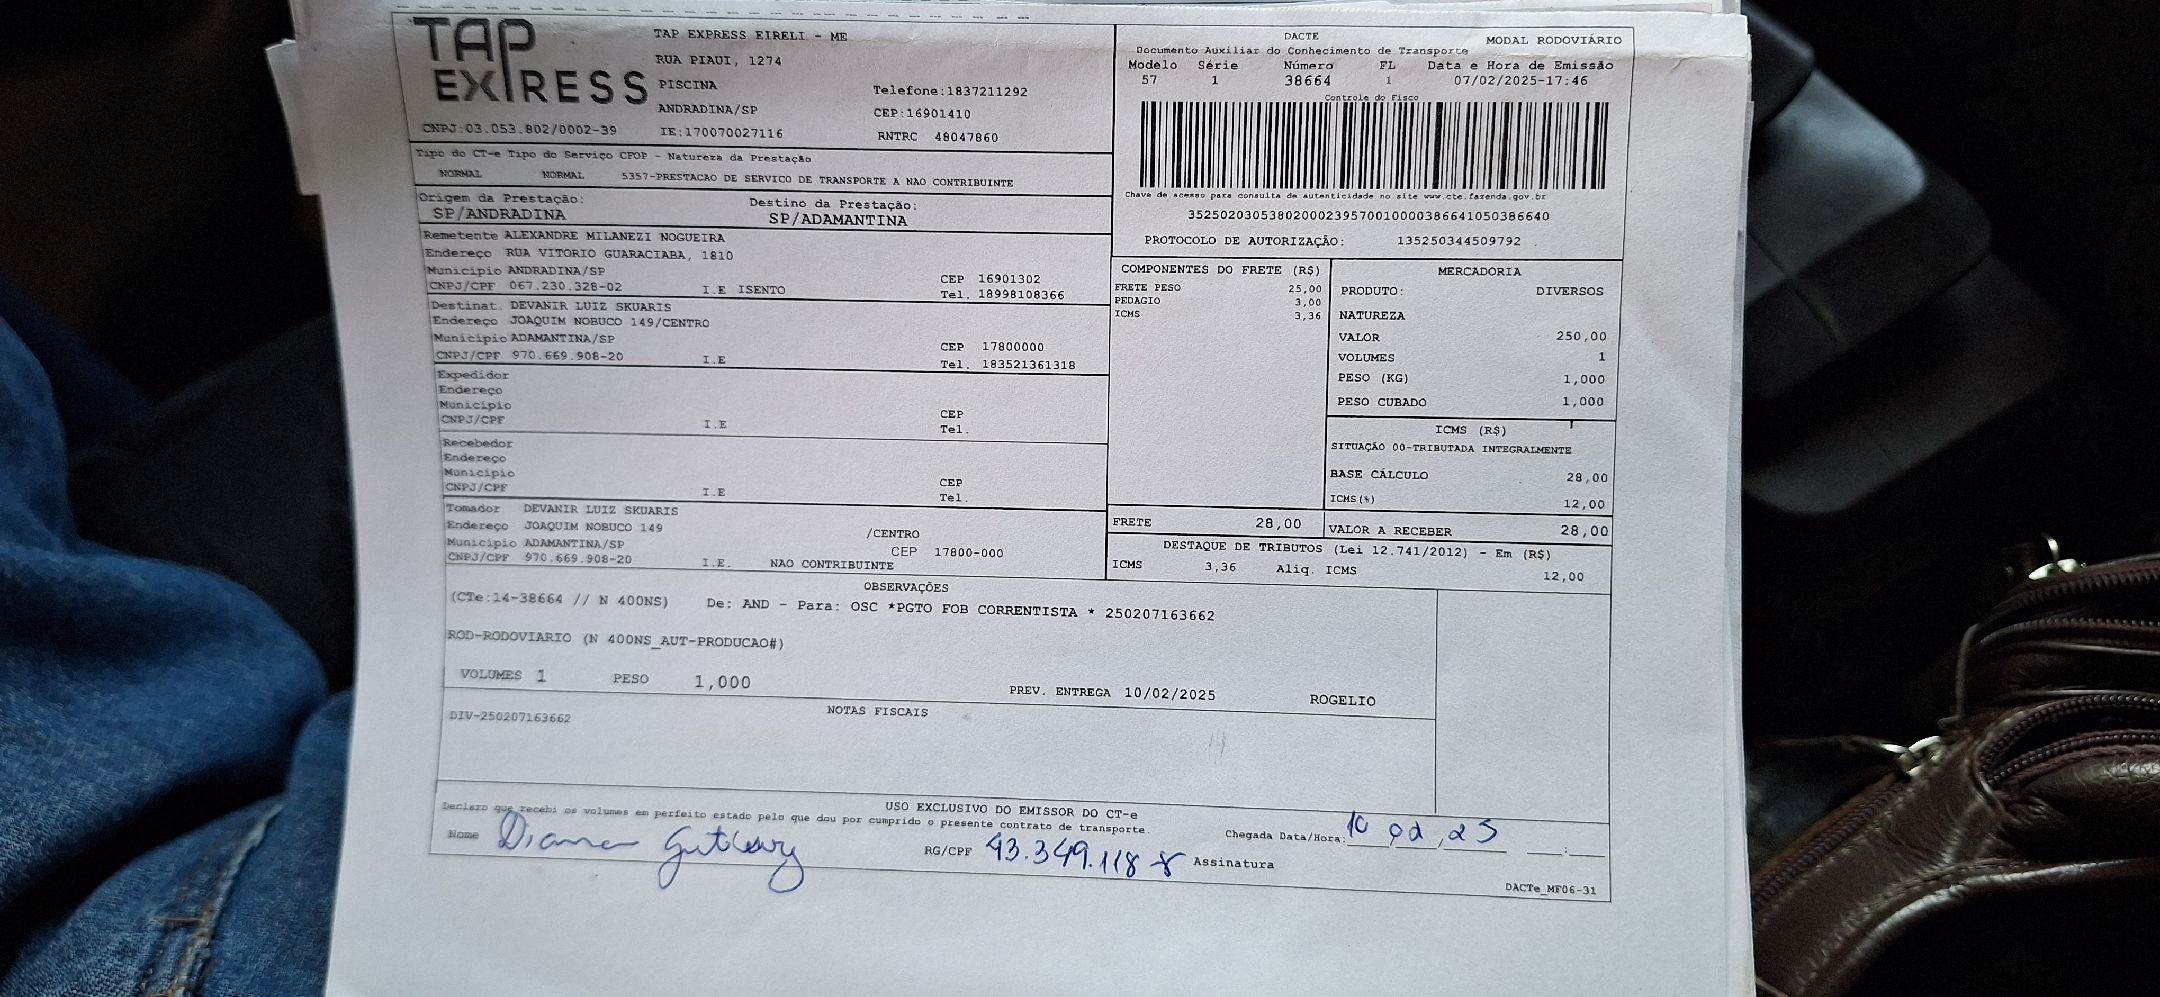 TAP EXPRESS
TAP EXPRESS EIRELI - ME
RUA PIAUI, 1274
PISCINA
Telefone:1837211292
ANDRADINA/SP
CEP:16901410
CNPJ:03.053.802/0002-39
IE:170070027116
RNTRC 48047860
DACTE
MODAL RODOVIÁRIO
Documento Auxiliar do Conhecimento de Transporte
Modelo Série Número FL Data e Hora de Emissão
57 1 38664 1 07/02/2025-17:46
Controle do Fisco
Chave de acesso para consulta de autenticidade no site www.cte.fazenda.gov.br
35250203053802000239570010000386641050386640
PROTOCOLO DE AUTORIZAÇÃO: 135250344509792
Tipo do CT-e Tipo do Serviço CFOP - Natureza da Prestação
NORMAL NORMAL 5357-PRESTACAO DE SERVICO DE TRANSPORTE A NAO CONTRIBUINTE
Origem da Prestação: Destino da Prestação:
SP/ANDRADINA SP/ADAMANTINA
Remetente ALEXANDRE MILANEZI NOGUEIRA
Endereço RUA VITORIO GUARACIABA, 1810
Município ANDRADINA/SP CEP 16901302
CNPJ/CPF 067.230.328-02 I.E ISENTO Tel. 18998108366
Destinat. DEVANIR LUIZ SKUARIS
Endereço JOAQUIM NOBUCO 149/CENTRO
Município ADAMANTINA/SP CEP 17800000
CNPJ/CPF 970.669.908-20 I.E Tel. 183521361318
Expedidor
Endereço
Município CEP
CNPJ/CPF I.E Tel.
Recebedor
Endereço
Município CEP
CNPJ/CPF I.E Tel.
Tomador DEVANIR LUIZ SKUARIS
Endereço JOAQUIM NOBUCO 149 /CENTRO
Município ADAMANTINA/SP CEP 17800-000
CNPJ/CPF 970.669.908-20 I.E. NAO CONTRIBUINTE
COMPONENTES DO FRETE (R$)
FRETE PESO 25,00
PEDAGIO 3,00
ICMS 3,36
MERCADORIA
PRODUTO: DIVERSOS
NATUREZA
VALOR 250,00
VOLUMES 1
PESO (KG) 1,000
PESO CUBADO 1,000
ICMS (R$)
SITUAÇÃO 00-TRIBUTADA INTEGRALMENTE
BASE CÁLCULO 28,00
ICMS(%) 12,00
FRETE 28,00 VALOR A RECEBER 28,00
DESTAQUE DE TRIBUTOS (Lei 12.741/2012) - Em (R$)
ICMS 3,36 Aliq. ICMS 12,00
OBSERVAÇÕES
(CTe:14-38664 // N 400NS) De: AND - Para: OSC *PGTO FOB CORRENTISTA * 250207163662
ROD-RODOVIARIO (N 400NS_AUT-PRODUCAO#)
VOLUMES 1 PESO 1,000 PREV. ENTREGA 10/02/2025 ROGELIO
NOTAS FISCAIS
DIV-250207163662
USO EXCLUSIVO DO EMISSOR DO CT-e
Declaro que recebi os volumes em perfeito estado pelo que dou por cumprido o presente contrato de transporte.
Chegada Data/Hora: 10 02 25 __:__
Nome Diana RG/CPF 43.349.118 Assinatura
DACTe_MF06-31